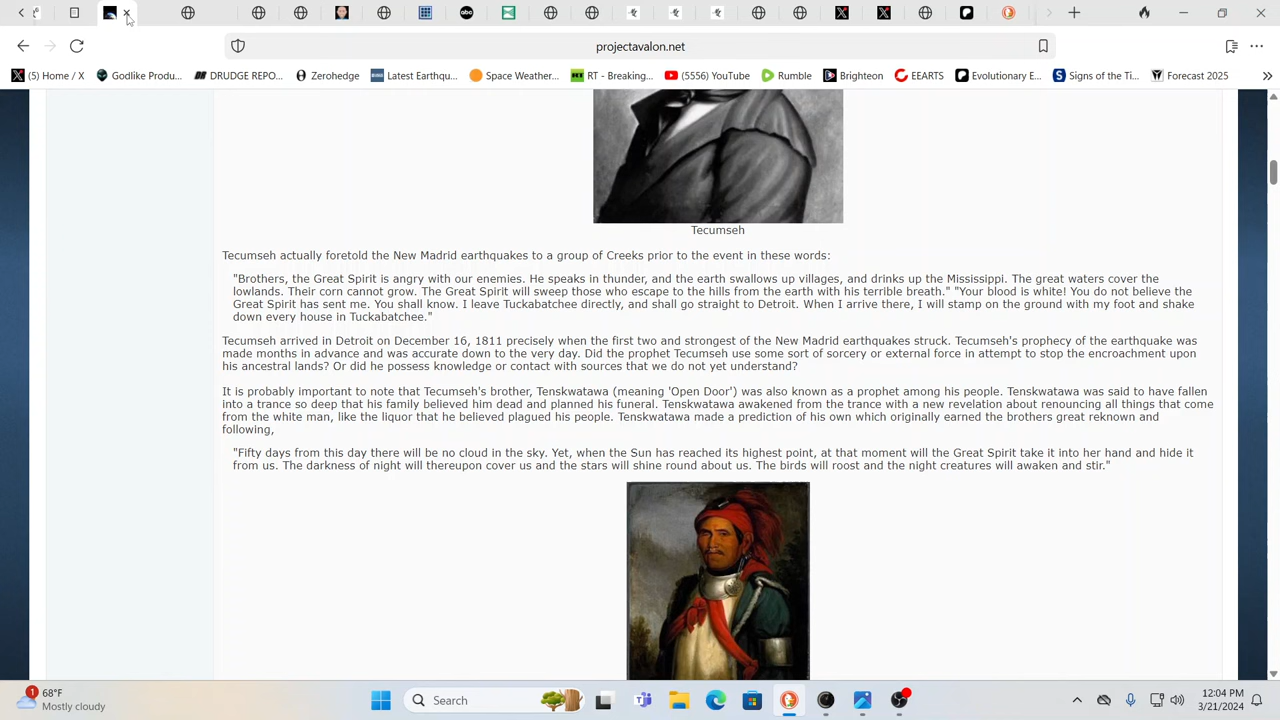 projectavalon.net
(5) Home / X
Godlike Produ...
DRUDGE REPO...
Zerohedge
Latest Earthqu...
Space Weather...
RT - Breaking...
(5556) YouTube
Rumble
Brighteon
EEARTS
Evolutionary E...
Signs of the Ti...
Forecast 2025
Tecumseh
Tecumseh actually foretold the New Madrid earthquakes to a group of Creeks prior to the event in these words:
"Brothers, the Great Spirit is angry with our enemies. He speaks in thunder, and the earth swallows up villages, and drinks up the Mississippi. The great waters cover the
lowlands. Their corn cannot grow. The Great Spirit will sweep those who escape to the hills from the earth with his terrible breath." "Your blood is white! You do not believe the
Great Spirit has sent me. You shall know. I leave Tuckabatchee directly, and shall go straight to Detroit. When I arrive there, I will stamp on the ground with my foot and shake
down every house in Tuckabatchee."
Tecumseh arrived in Detroit on December 16, 1811 precisely when the first two and strongest of the New Madrid earthquakes struck. Tecumseh's prophecy of the earthquake was
made months in advance and was accurate down to the very day. Did the prophet Tecumseh use some sort of sorcery or external force in attempt to stop the encroachment upon
his ancestral lands? Or did he possess knowledge or contact with sources that we do not yet understand?
It is probably important to note that Tecumseh's brother, Tenskwatawa (meaning 'Open Door') was also known as a prophet among his people. Tenskwatawa was said to have fallen
into a trance so deep that his family believed him dead and planned his funeral. Tenskwatawa awakened from the trance with a new revelation about renouncing all things that come
from the white man, like the liquor that he believed plagued his people. Tenskwatawa made a prediction of his own which originally earned the brothers great reknown and
following,
"Fifty days from this day there will be no cloud in the sky. Yet, when the Sun has reached its highest point, at that moment will the Great Spirit take it into her hand and hide it
from us. The darkness of night will thereupon cover us and the stars will shine round about us. The birds will roost and the night creatures will awaken and stir."
1
68°F
Mostly cloudy
Search
12:04 PM
3/21/2024